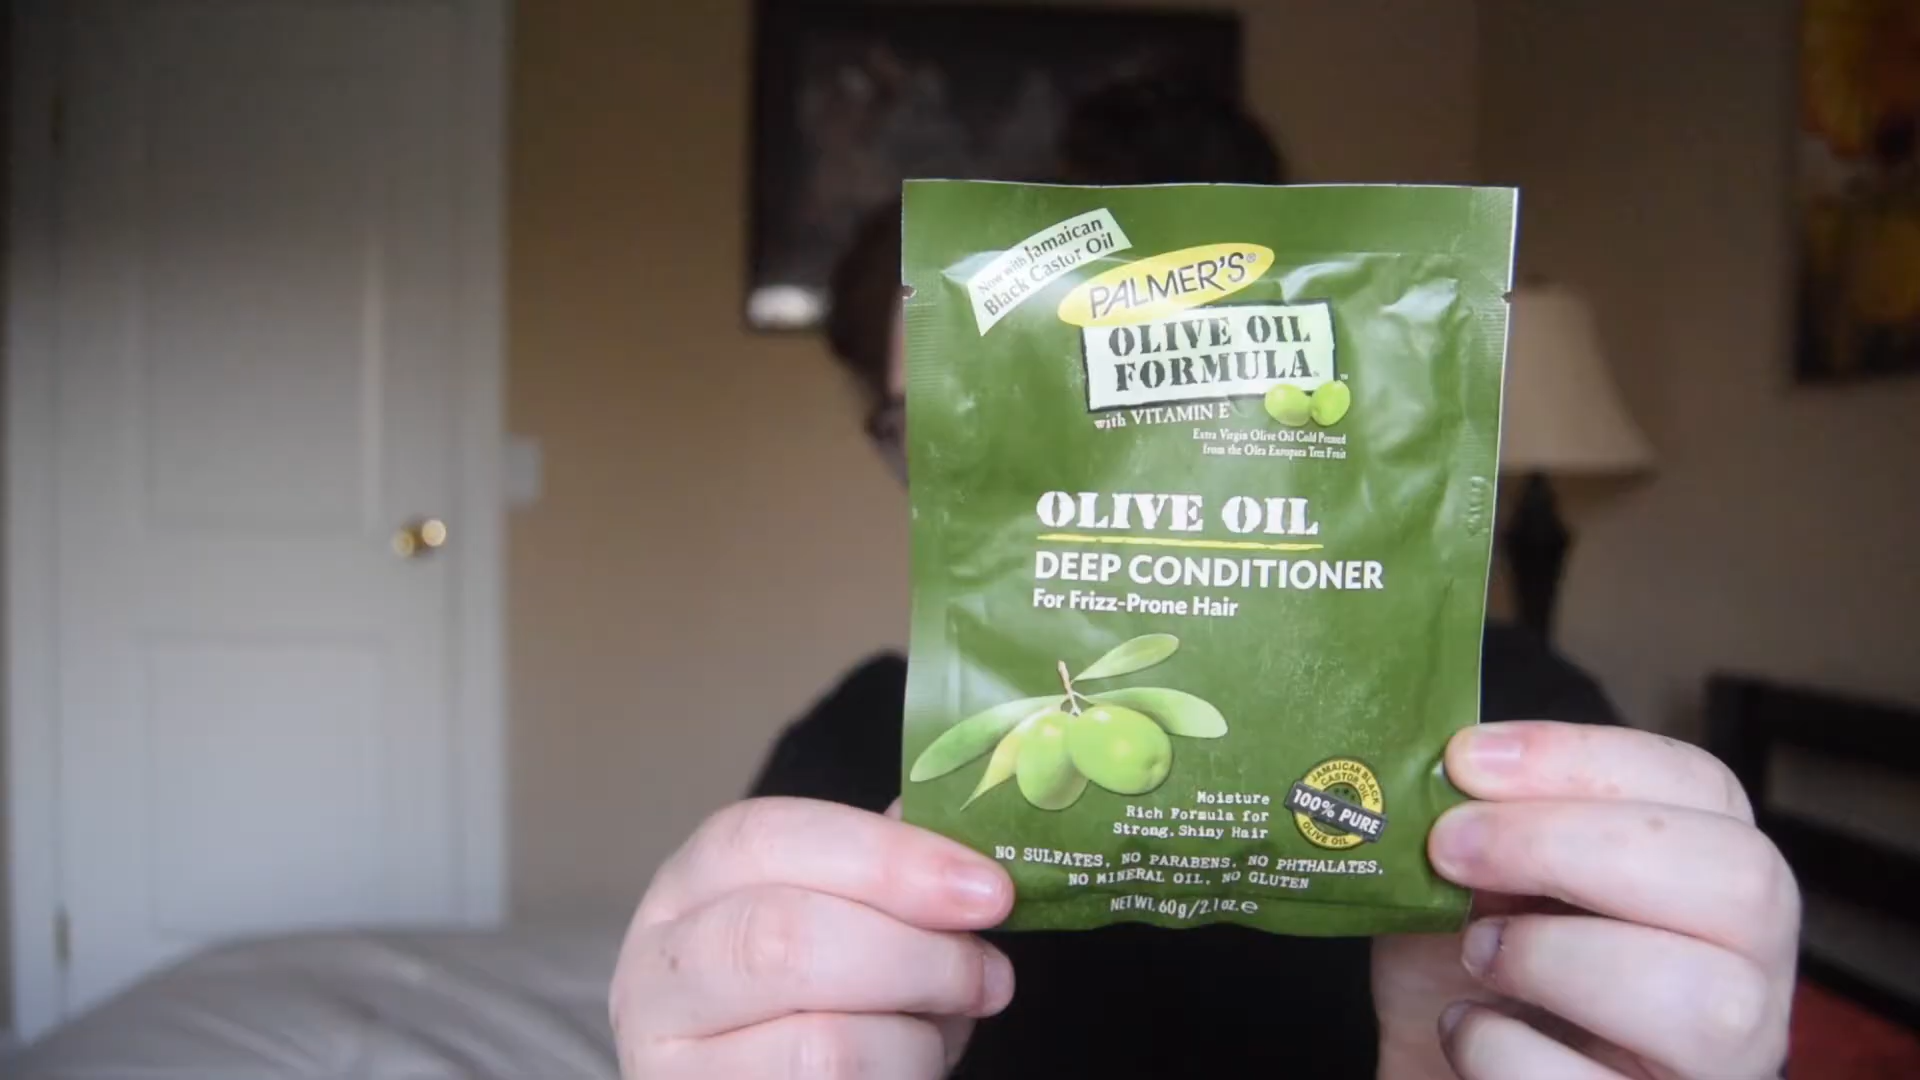 Now with Jamaican
Black Castor Oil
PALMER'S®
OLIVE OIL
FORMULA
with VITAMIN E
Extra Virgin Olive Oil Cold Pressed
from the Olea Europaea Tree Fruit
OLIVE OIL
DEEP CONDITIONER
For Frizz-Prone Hair
Moisture
Rich Formula for
Strong, Shiny Hair
JAMAICAN BLACK
CASTOR OIL
100% PURE
OLIVE OIL
NO SULFATES, NO PARABENS, NO PHTHALATES,
NO MINERAL OIL, NO GLUTEN
NET WT. 60g/2.1 oz. ℮